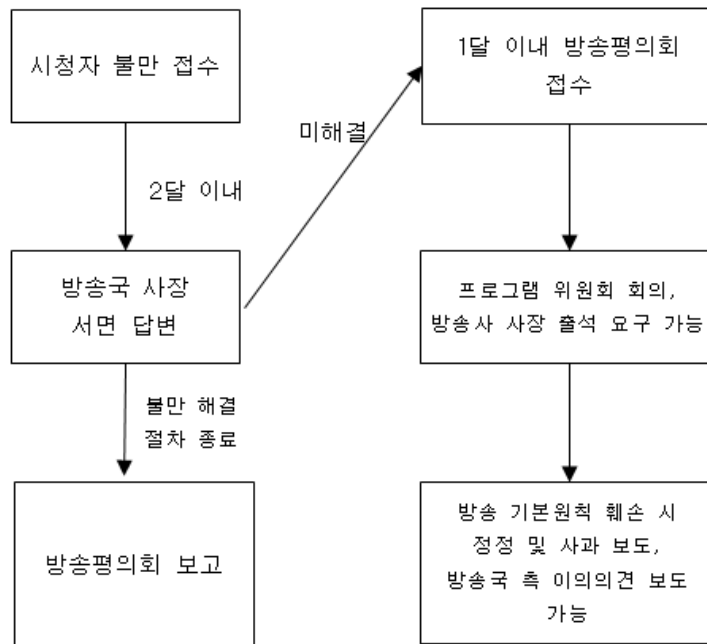 시청자 불만 접수
2달 이내
방송국 사장
서면 답변
불만 해결
절차 종료
방송평의회 보고
미해결
1달 이내 방송평의회
접수
프로그램 위원회 회의,
방송사 사장 출석 요구 가능
방송 기본원칙 훼손 시
정정 및 사과 보도,
방송국 측 이의의견 보도
가능